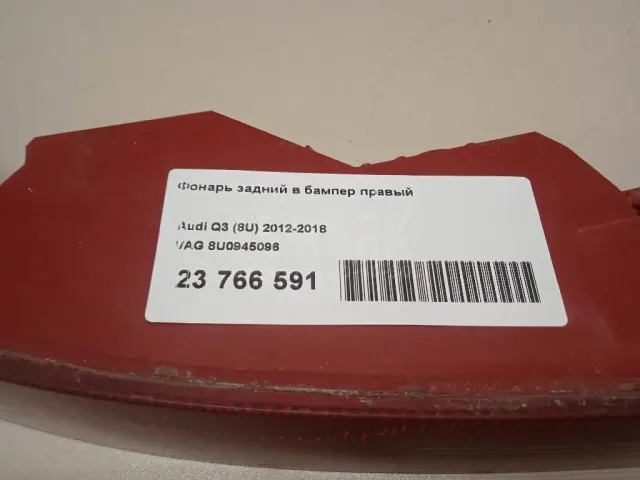 Фонарь задний в бампер правый
Audi Q3 (8U) 2012-2018
VAG 8U0945096
23 766 591